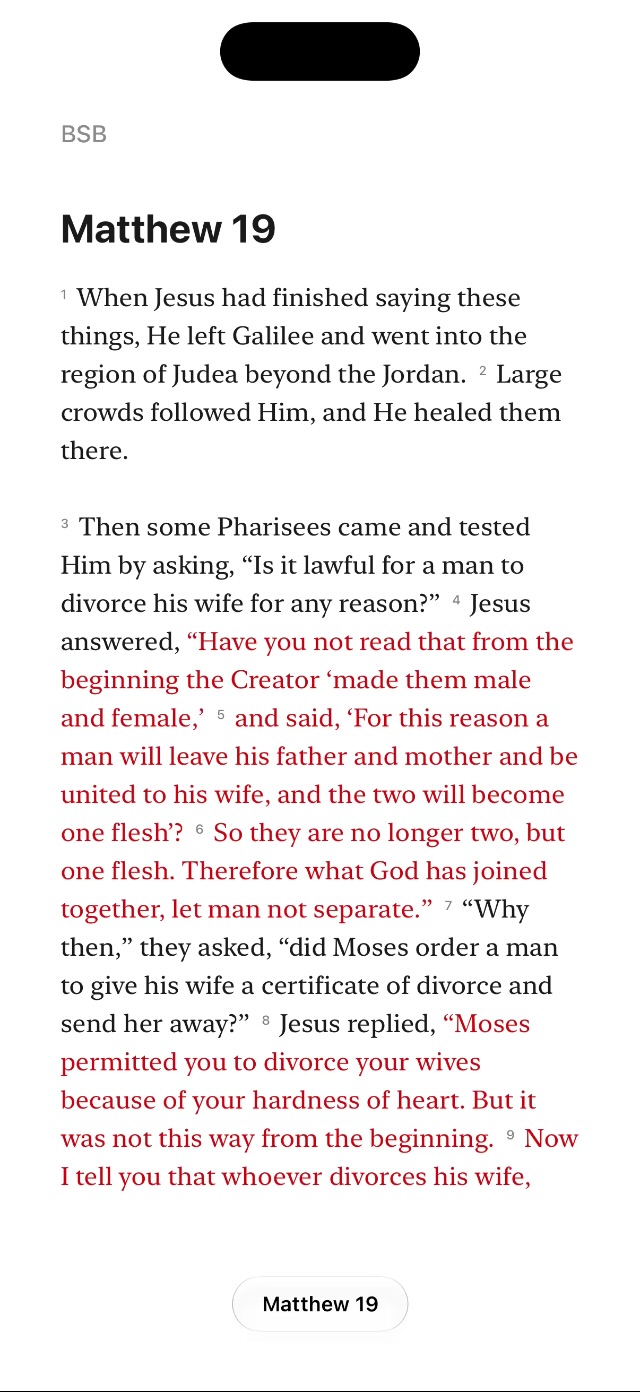 BSB
Matthew 19
1 When Jesus had finished saying these
things, He left Galilee and went into the
region of Judea beyond the Jordan. 2 Large
crowds followed Him, and He healed them
there.
3 Then some Pharisees came and tested
Him by asking, “Is it lawful for a man to
divorce his wife for any reason?” 4 Jesus
answered, “Have you not read that from the
beginning the Creator ‘made them male
and female,’ 5 and said, ‘For this reason a
man will leave his father and mother and be
united to his wife, and the two will become
one flesh’? 6 So they are no longer two, but
one flesh. Therefore what God has joined
together, let man not separate.” 7 “Why
then,” they asked, “did Moses order a man
to give his wife a certificate of divorce and
send her away?” 8 Jesus replied, “Moses
permitted you to divorce your wives
because of your hardness of heart. But it
was not this way from the beginning. 9 Now
I tell you that whoever divorces his wife,
Matthew 19